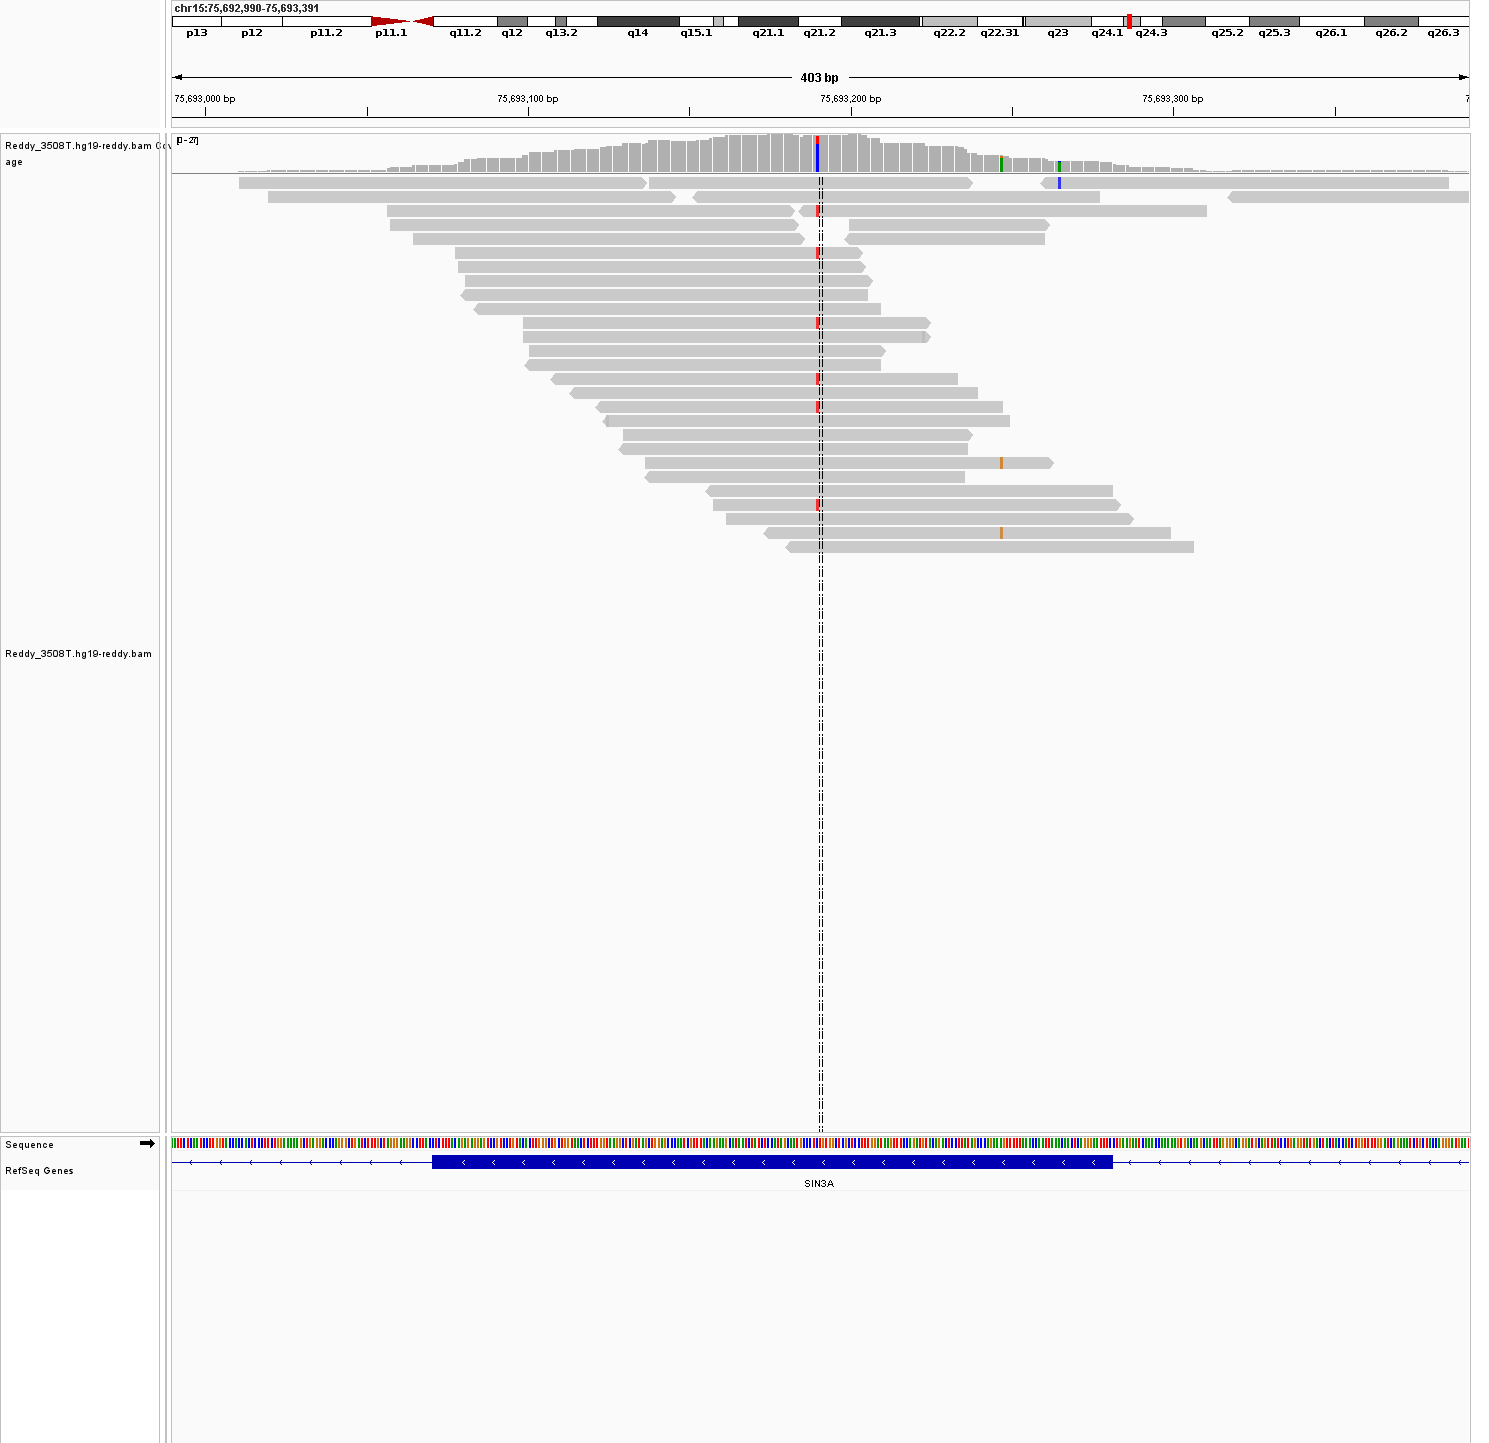 chr15:75,692,990-75,693,391
p13 p12 p11.2 p11.1 q11.2 q12 q13.2 q14 q15.1 q21.1 q21.2 q21.3 q22.2 q22.31 q23 q24.1 q24.3 q25.2 q25.3 q26.1 q26.2 q26.3
403 bp
75,693,000 bp 75,693,100 bp 75,693,200 bp 75,693,300 bp 7
[0 - 27]
Reddy_3508T.hg19-reddy.bam Cov
age
Reddy_3508T.hg19-reddy.bam
Sequence
RefSeq Genes
SIN3A